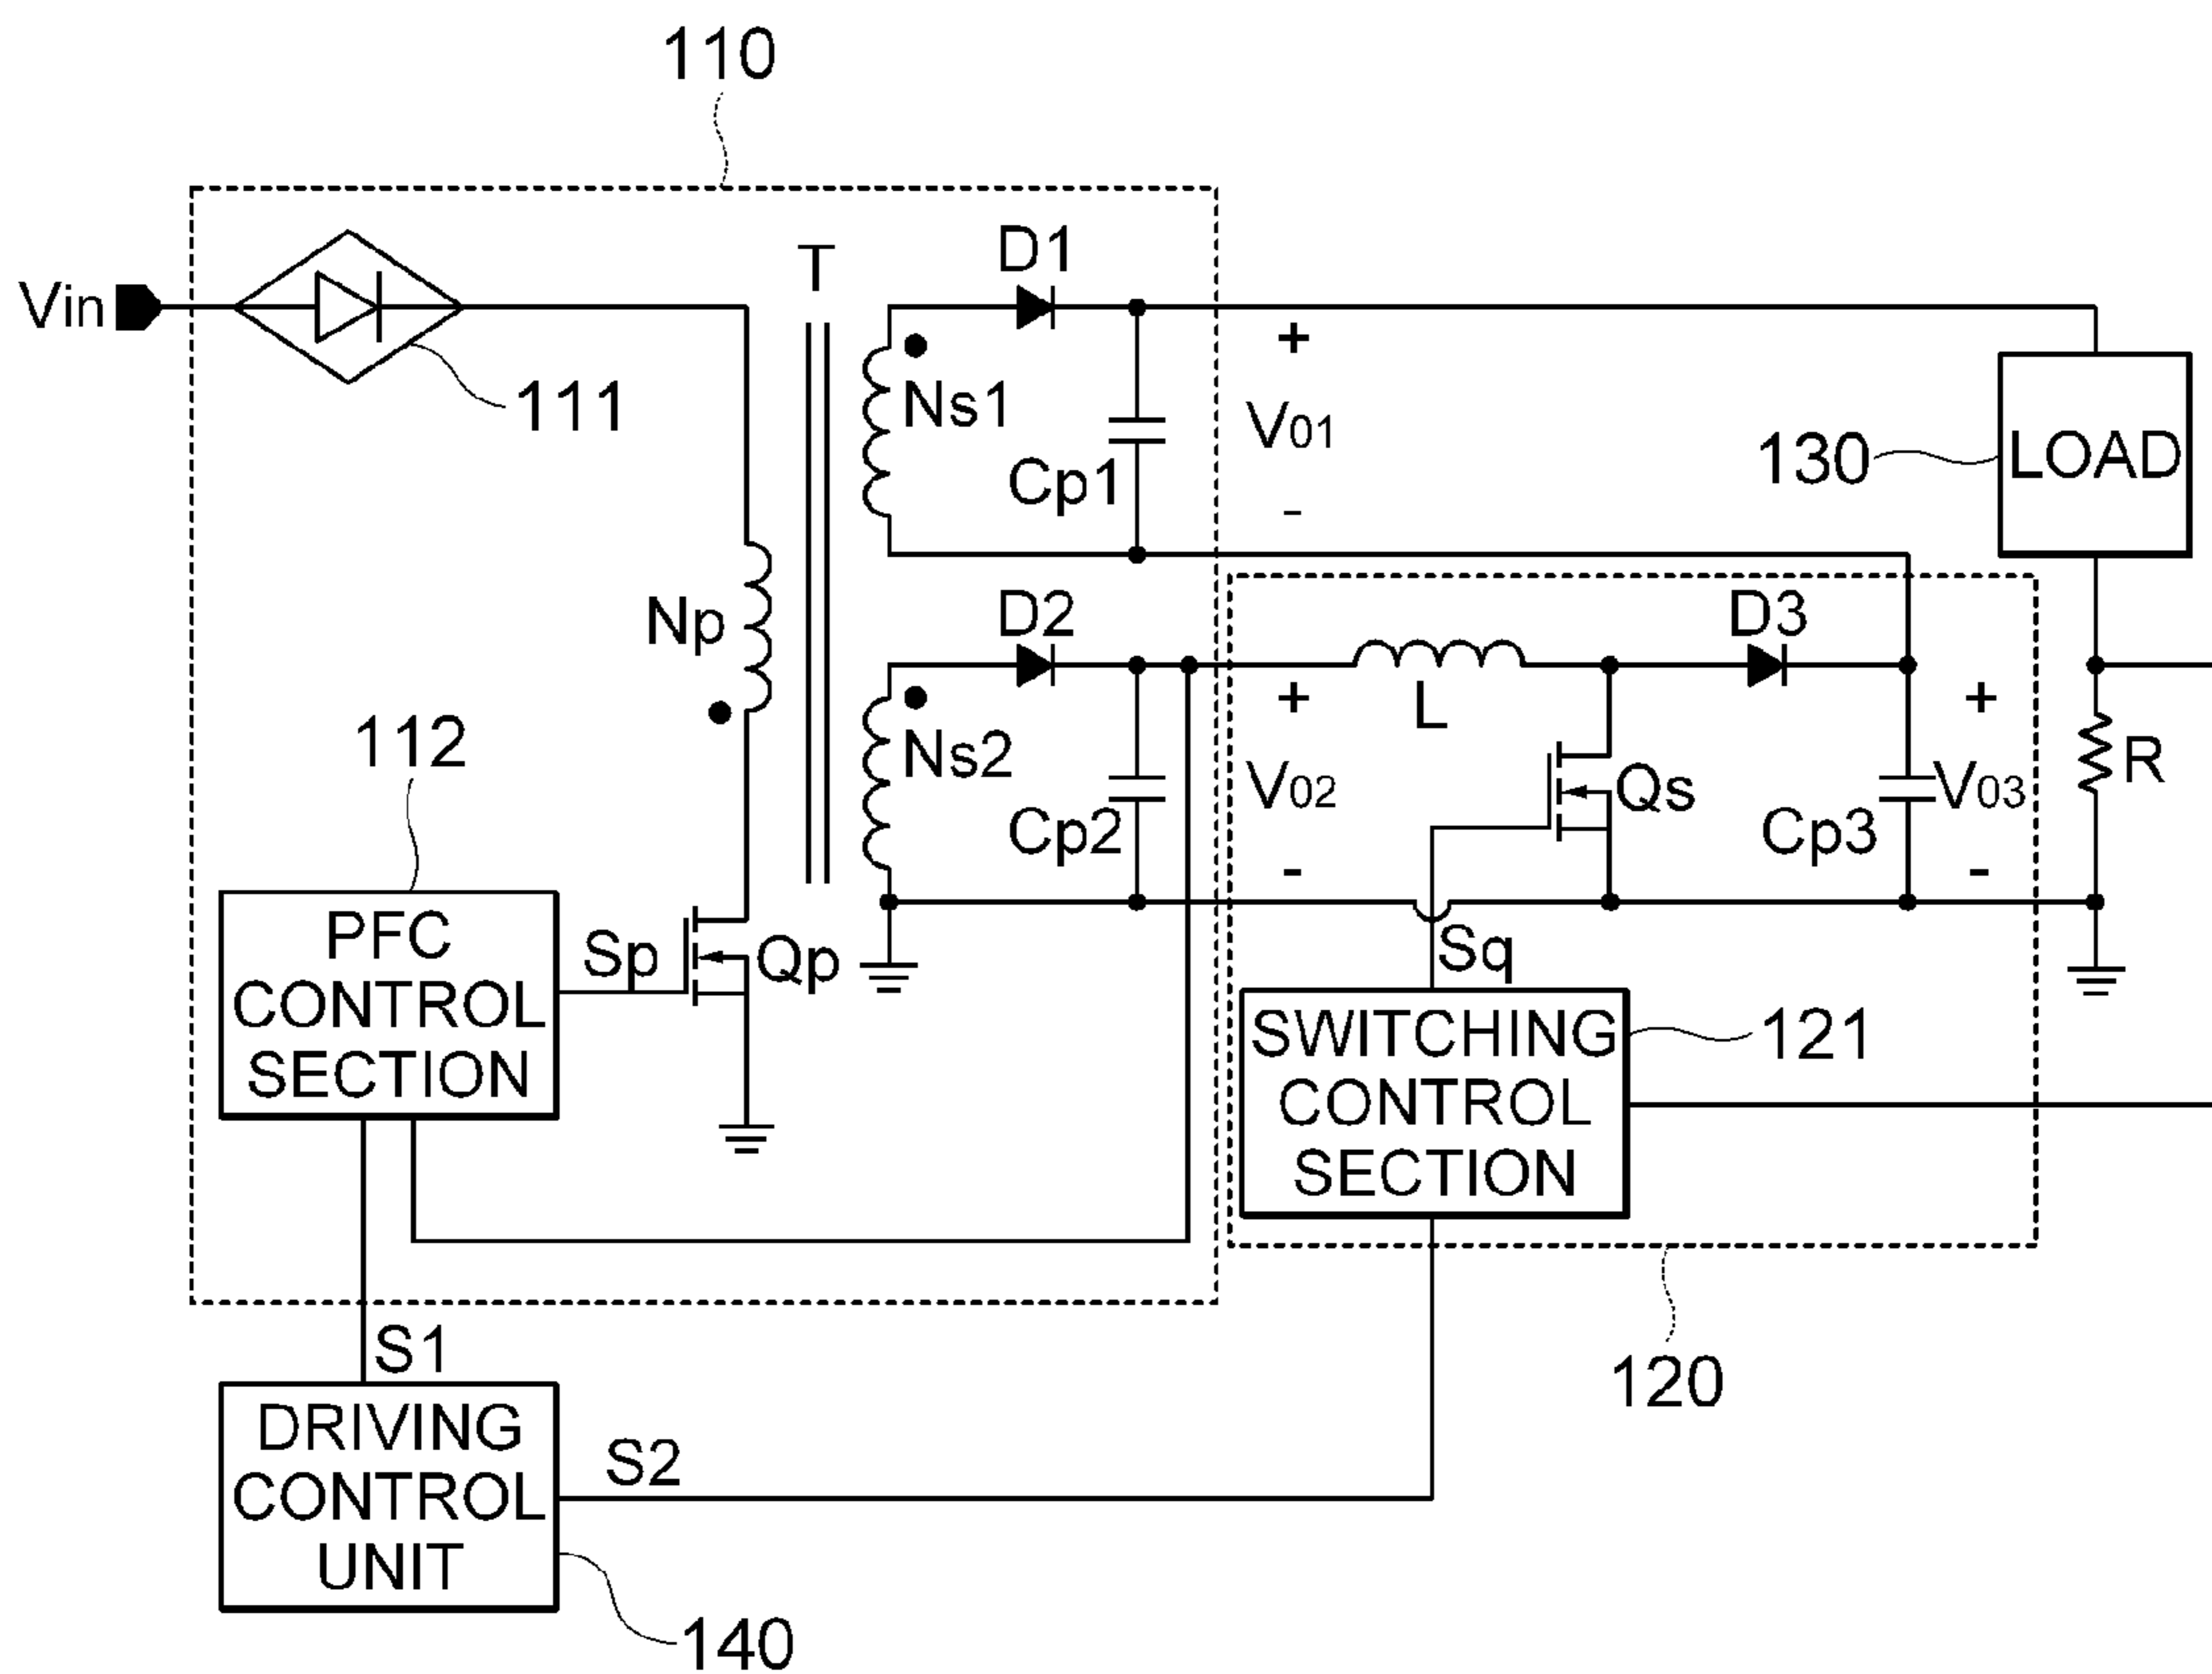 110
Vin
111
T
D1
Ns1
Cp1
+
V01
-
130
LOAD
Np
D2
Ns2
Cp2
+
V02
-
L
D3
Qs
Cp3
+
V03
-
R
112
PFC
CONTROL
SECTION
Sp
Qp
Sq
SWITCHING
CONTROL
SECTION
121
120
S1
DRIVING
CONTROL
UNIT
S2
140